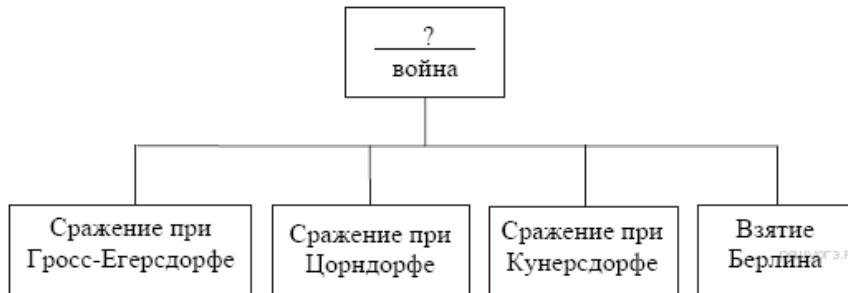 ?
война
Сражение при
Гросс-Егерсдорфе
Сражение при
Цорндорфе
Сражение при
Кунерсдорфе
Взятие
Берлина